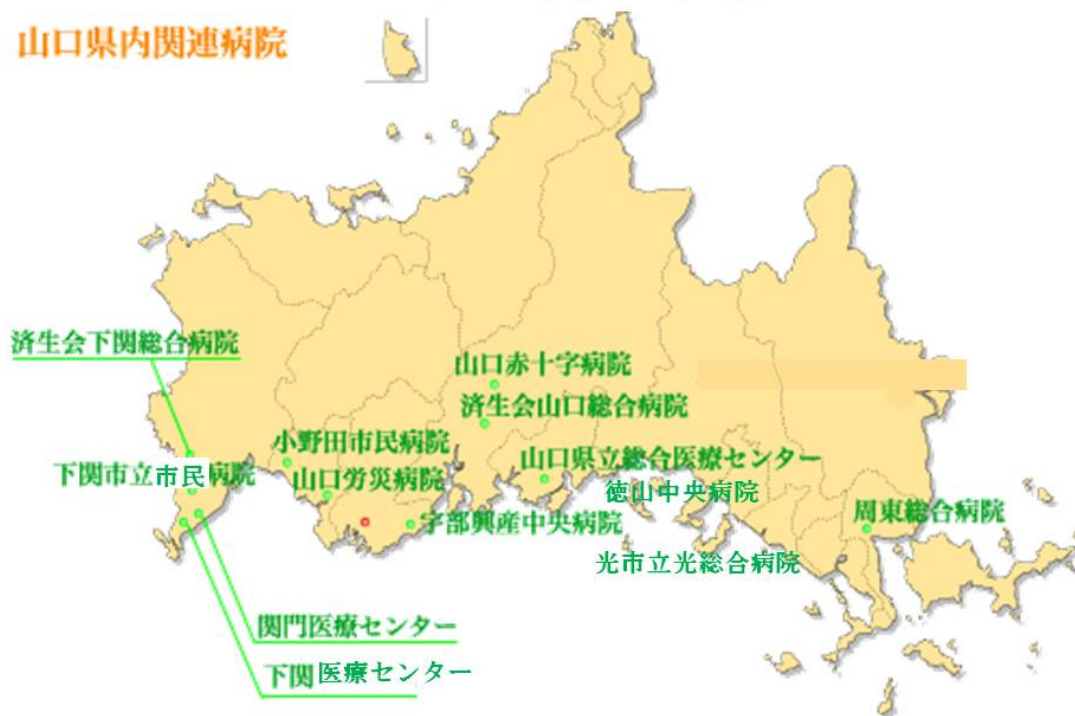 山口県内関連病院
済生会下関総合病院
山口赤十字病院
済生会山口総合病院
小野田市民病院
山口県立総合医療センター
下関市立市民病院
山口労災病院
徳山中央病院
周東総合病院
宇部興産中央病院
光市立光総合病院
関門医療センター
下関医療センター